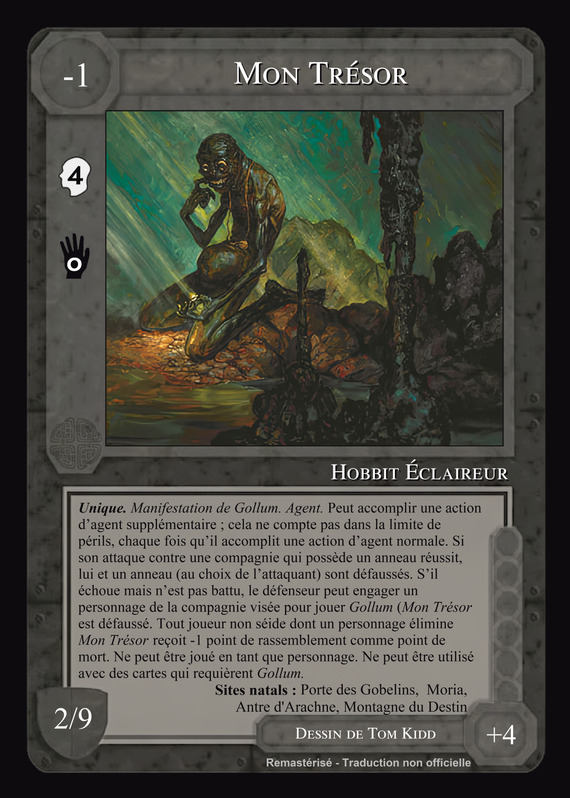 -1
Mon Trésor
4
0
Hobbit Éclaireur
Unique. Manifestation de Gollum. Agent. Peut accomplir une action
d'agent supplémentaire ; cela ne compte pas dans la limite de
périls, chaque fois qu'il accomplit une action d'agent normale. Si
son attaque contre une compagnie qui possède un anneau réussit,
lui et un anneau (au choix de l'attaquant) sont défaussés. S'il
échoue mais n'est pas battu, le défenseur peut engager un
personnage de la compagnie visée pour jouer Gollum (Mon Trésor
est défaussé. Tout joueur non séide dont un personnage élimine
Mon Trésor reçoit -1 point de rassemblement comme point de
mort. Ne peut être joué en tant que personnage. Ne peut être utilisé
avec des cartes qui requièrent Gollum.
Sites natals : Porte des Gobelins, Moria,
Antre d'Arachne, Montagne du Destin
2/9
Dessin de Tom Kidd
+4
Remastérisé - Traduction non officielle